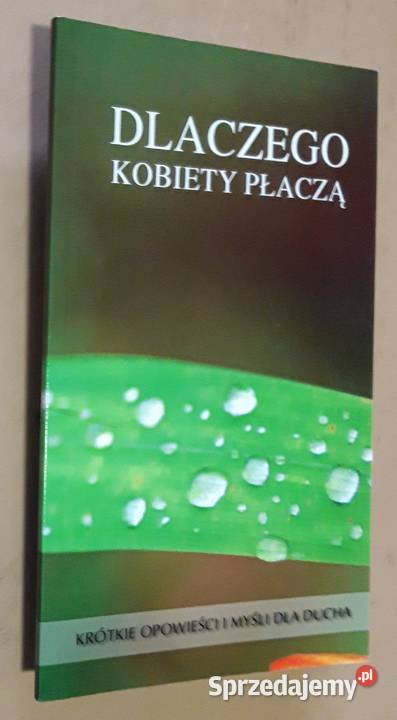 DLACZEGO
KOBIETY PŁACZĄ
KRÓTKIE OPOWIEŚCI I MYŚLI DLA DUCHA
Sprzedajemy.pl